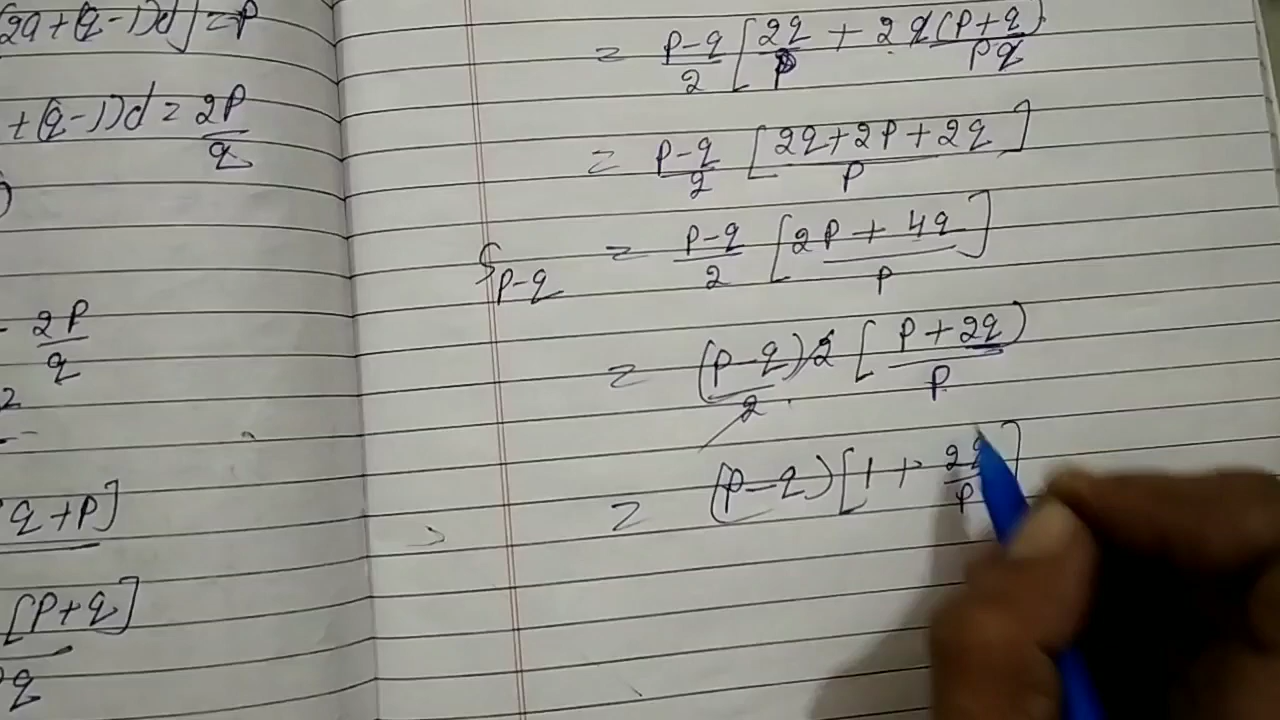 2a + (q-1)d] = P
+ (q-1)d = 2P/q
2P/q
2
q + P]
[P+q]
q
= P-q/2 [2q/P + 2q(P+q)/Pq]
= P-q/2 [2q+2P+2q/P]
S P-q = P-q/2 [2P + 4q/P]
= (P-q)2/2 [P + 2q/P]
= (P-q) [1 + 2q/P]